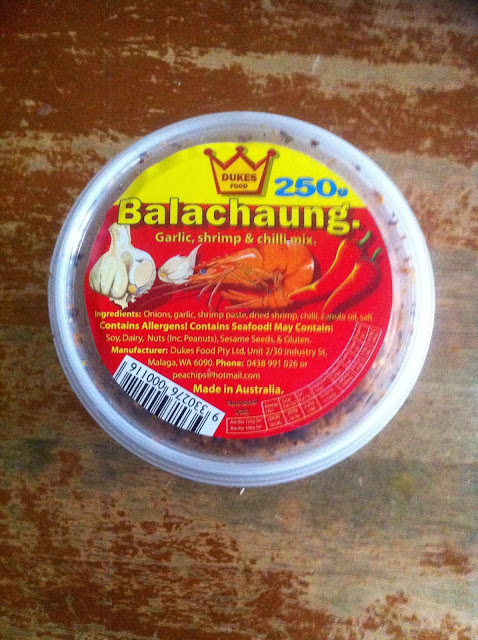 DUKES
FOOD
250g
Balachaung.
Garlic, shrimp & chilli mix.
Ingredients: Onions, garlic, shrimp paste, dried shrimp, chilli, canola oil, salt.
Contains Allergens! Contains Seafood! May Contain:
Soy, Dairy, Nuts (Inc. Peanuts), Sesame Seeds, & Gluten.
Manufacturer: Dukes Food Pty Ltd, Unit 2/30 Industry St,
Malaga, WA 6090. Phone: 0438 991 026 or
peachips@hotmail.com
Made in Australia.
9 330276 000116